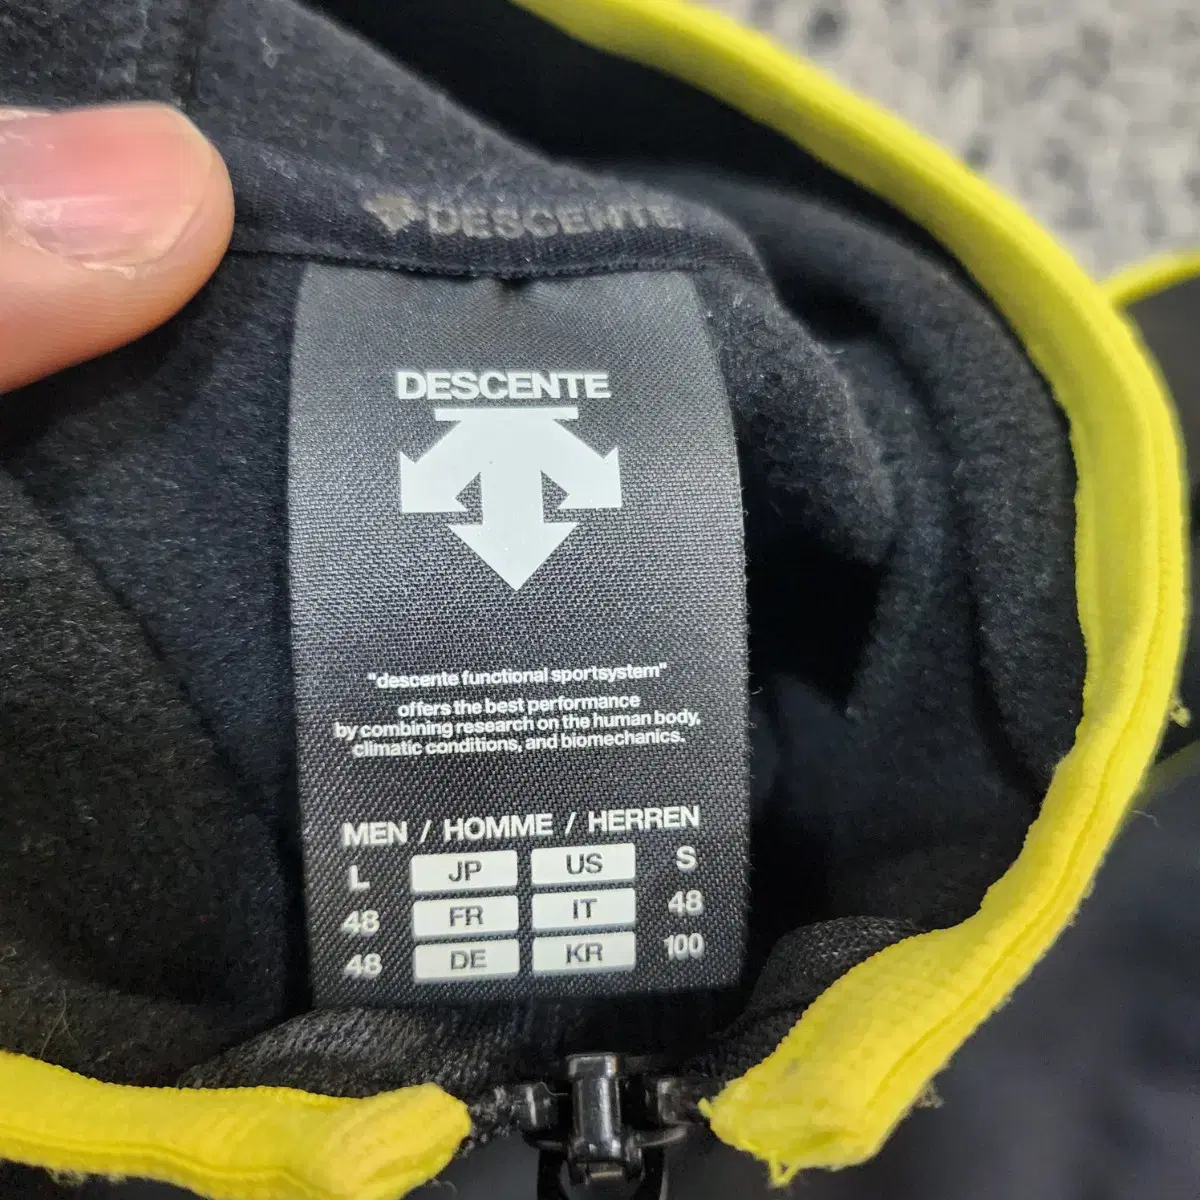 DESCENTE
DESCENTE
"descente functional sportsystem"
offers the best performance
by combining research on the human body,
climatic conditions, and biomechanics.
MEN / HOMME / HERREN
L JP US S
48 FR IT 48
48 DE KR 100